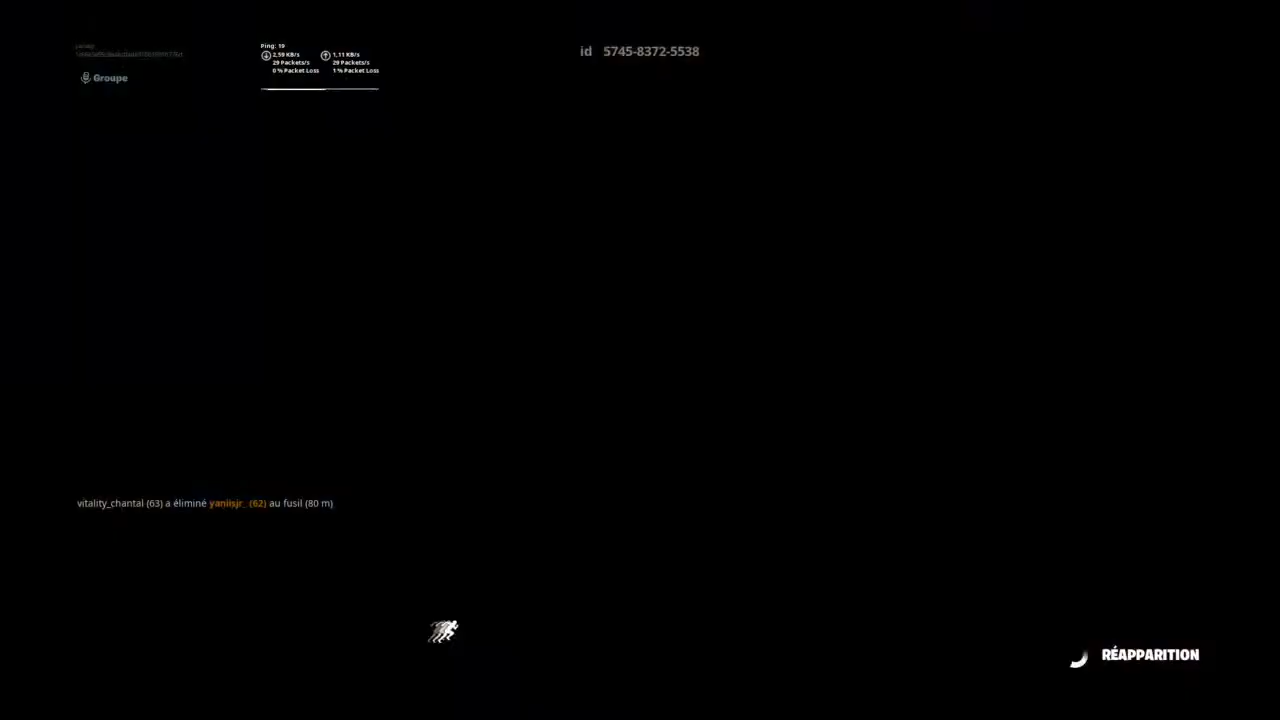 Ping: 19
2,59 KB/s
1,11 KB/s
29 Packets/s
29 Packets/s
0 % Packet Loss
1 % Packet Loss
id 5745-8372-5538
Groupe
vitality_chantal (63) a éliminé yaniisjr_ (62) au fusil (80 m)
RÉAPPARITION